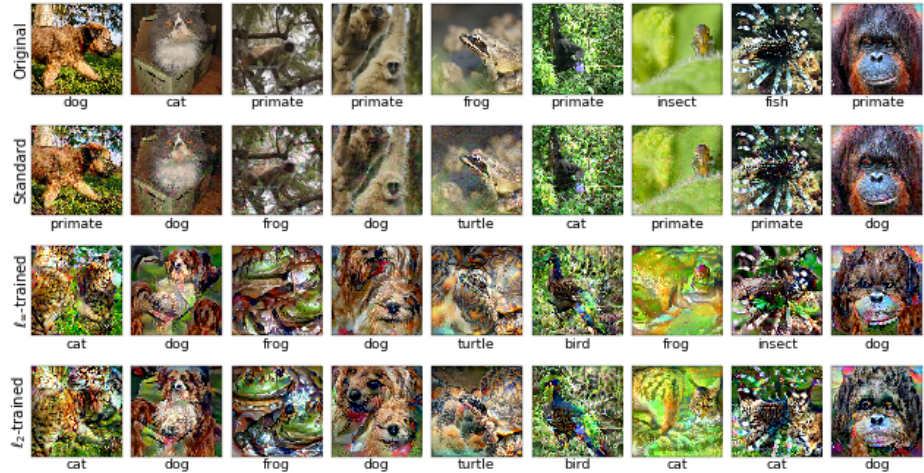 Original
dog cat primate primate frog primate insect fish primate
Standard
primate dog frog dog turtle cat primate primate dog
ℓ∞-trained
cat dog frog dog turtle bird frog insect dog
ℓ₂-trained
cat dog frog dog turtle bird cat cat dog